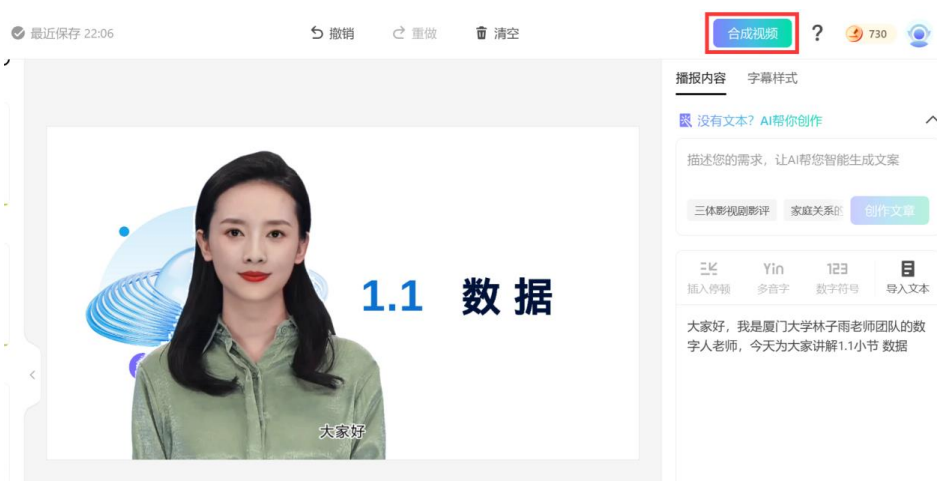 最近保存 22:06
撤销
重做
清空
合成视频
?
730
播报内容
字幕样式
没有文本？AI帮你创作
描述您的需求，让AI帮您智能生成文案
三体影视剧影评
家庭关系的
创作文章
Yin
123
插入停顿
多音字
数字符号
导入文本
大家好，我是厦门大学林子雨老师团队的数
字人老师，今天为大家讲解1.1小节 数据
1.1 数据
大家好